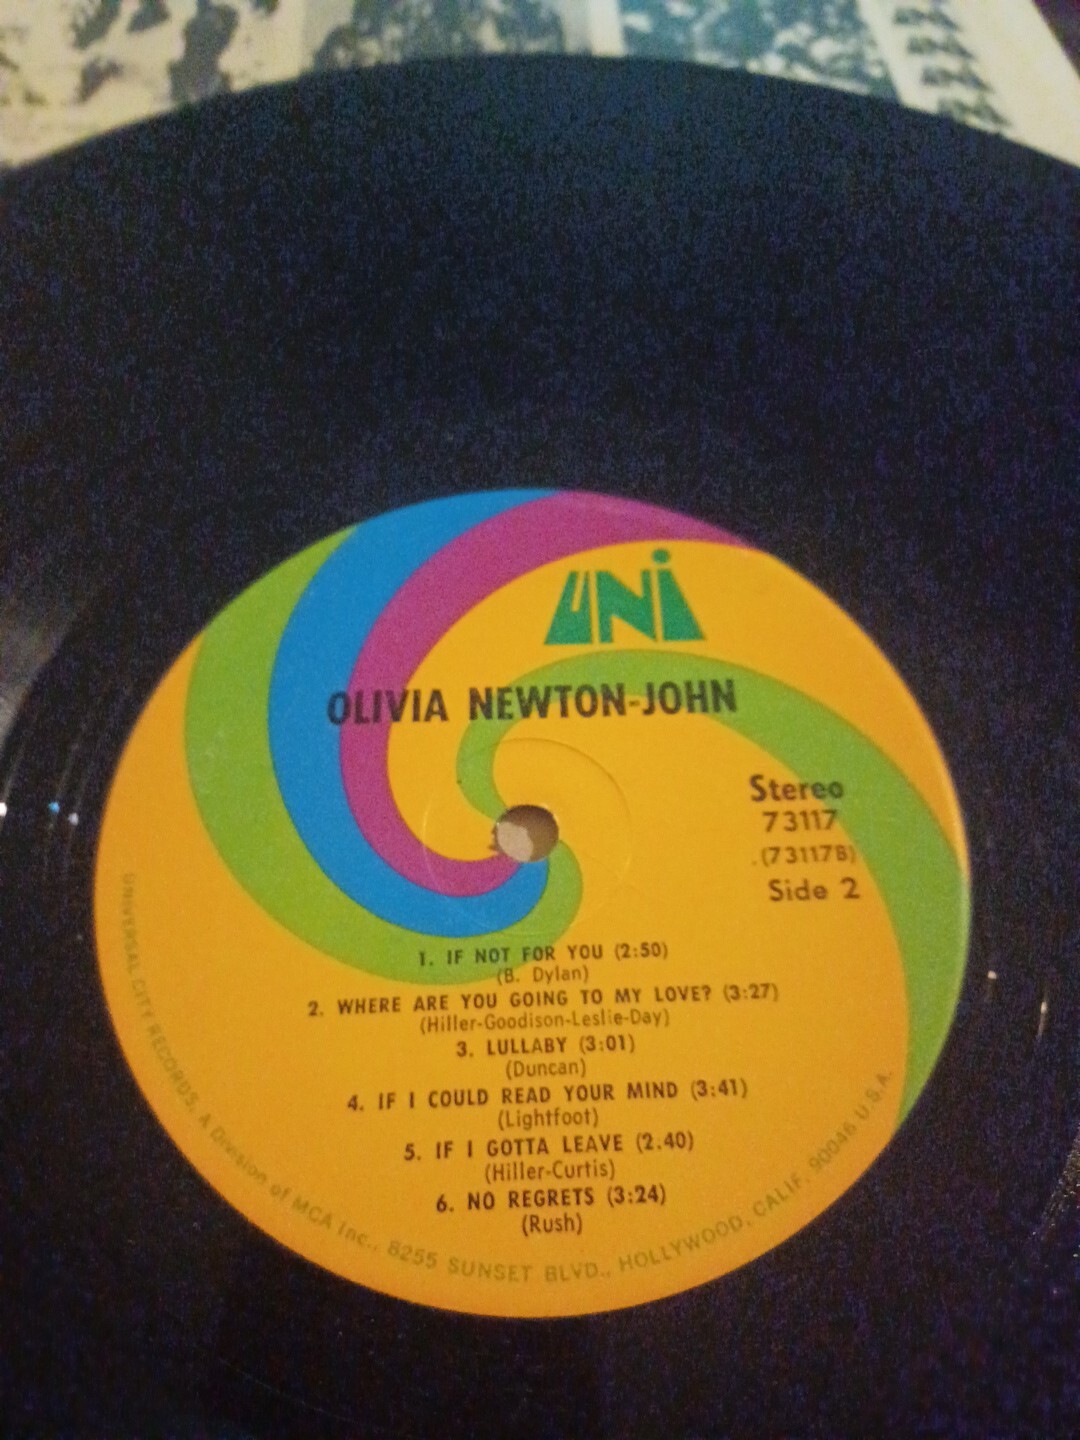 UNI
OLIVIA NEWTON-JOHN
Stereo
73117
(73117B)
Side 2
1. IF NOT FOR YOU (2:50)
(B. Dylan)
2. WHERE ARE YOU GOING TO MY LOVE? (3:27)
(Hiller-Goodison-Leslie-Day)
3. LULLABY (3:01)
(Duncan)
4. IF I COULD READ YOUR MIND (3:41)
(Lightfoot)
5. IF I GOTTA LEAVE (2.40)
(Hiller-Curtis)
6. NO REGRETS (3:24)
(Rush)
UNIVERSAL CITY RECORDS, A Division of MCA Inc., 8255 SUNSET BLVD., HOLLYWOOD, CALIF. 90046 U.S.A.